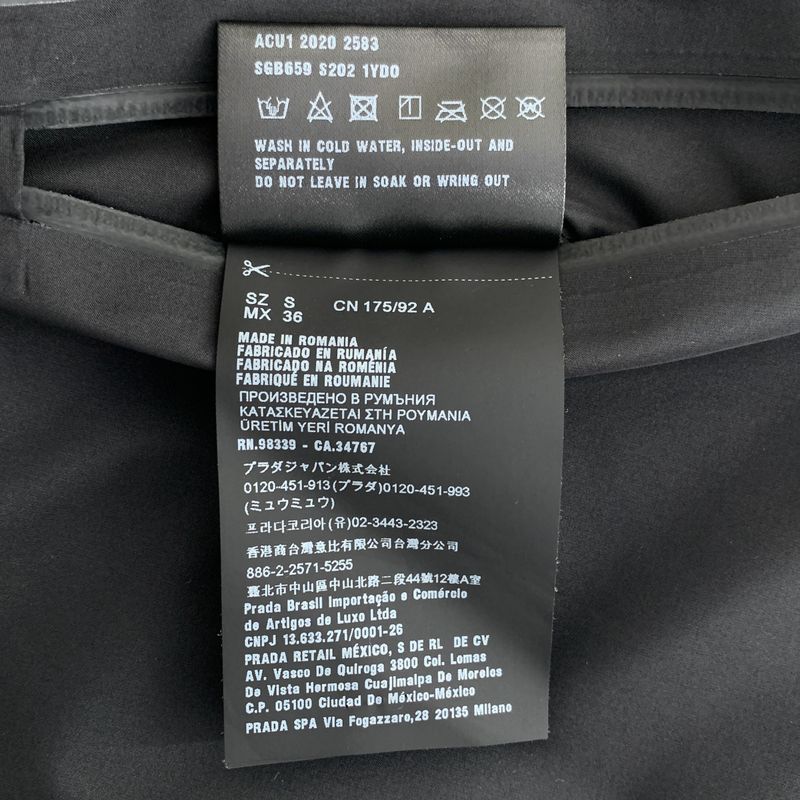 ACU1 2020 2583
SGB659 S202 1YDO
WASH IN COLD WATER, INSIDE-OUT AND
SEPARATELY
DO NOT LEAVE IN SOAK OR WRING OUT
SZ S CN 175/92 A
MX 36
MADE IN ROMANIA
FABRICADO EN RUMANÍA
FABRICADO NA ROMÉNIA
FABRIQUÉ EN ROUMANIE
ПРОИЗВЕДЕНО В РУМЪНИЯ
ΚΑΤΑΣΚΕΥΑΖΕΤΑΙ ΣΤΗ ΡΟΥΜΑΝΙΑ
ÜRETİM YERİ ROMANYA
RN.98339 - CA.34767
プラダジャパン株式会社
0120-451-913(プラダ)0120-451-993
(ミュウミュウ)
프라다코리아(유)02-3443-2323
香港商台灣意比有限公司台灣分公司
886-2-2571-5255
臺北市中山區中山北路二段44號12樓A室
Prada Brasil Importação e Comércio
de Artigos de Luxo Ltda
CNPJ 13.633.271/0001-26
PRADA RETAIL MÉXICO, S DE RL DE CV
AV. Vasco De Quiroga 3800 Col. Lomas
De Vista Hermosa Cuajimalpa De Morelos
C.P. 05100 Ciudad De México-México
PRADA SPA Via Fogazzaro,28 20135 Milano